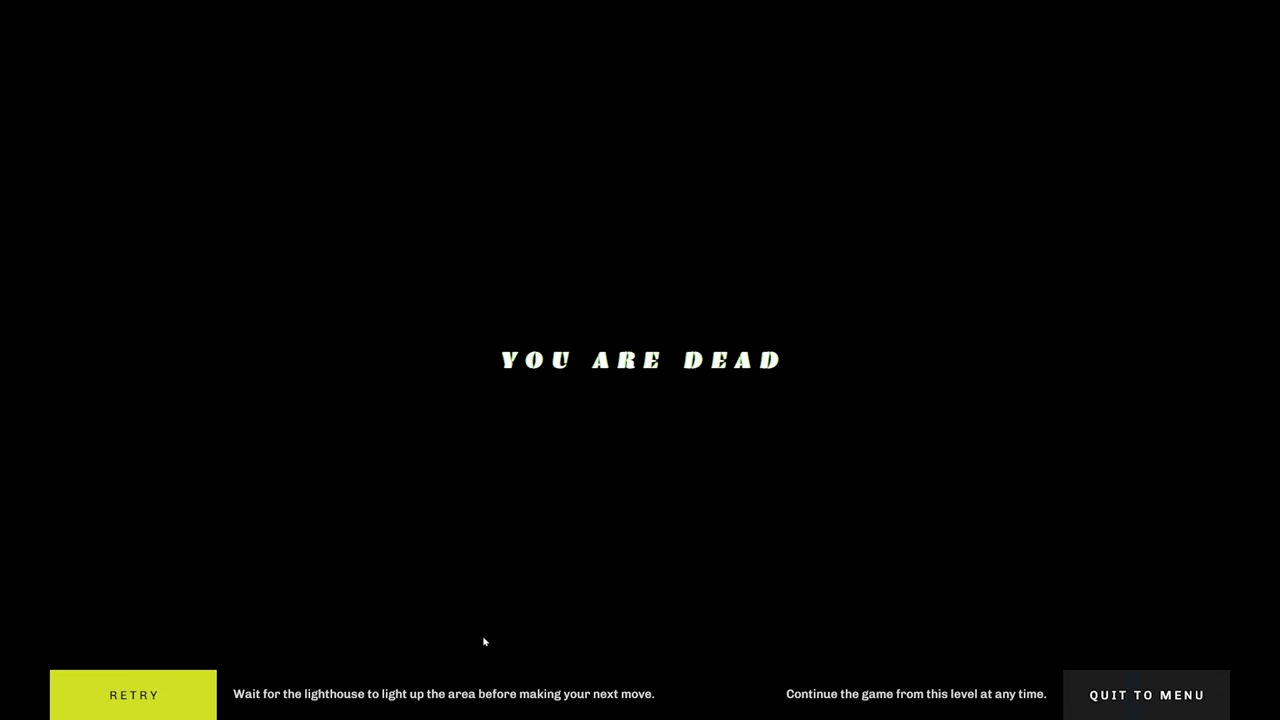 YOU ARE DEAD
RETRY
Wait for the lighthouse to light up the area before making your next move.
Continue the game from this level at any time.
QUIT TO MENU